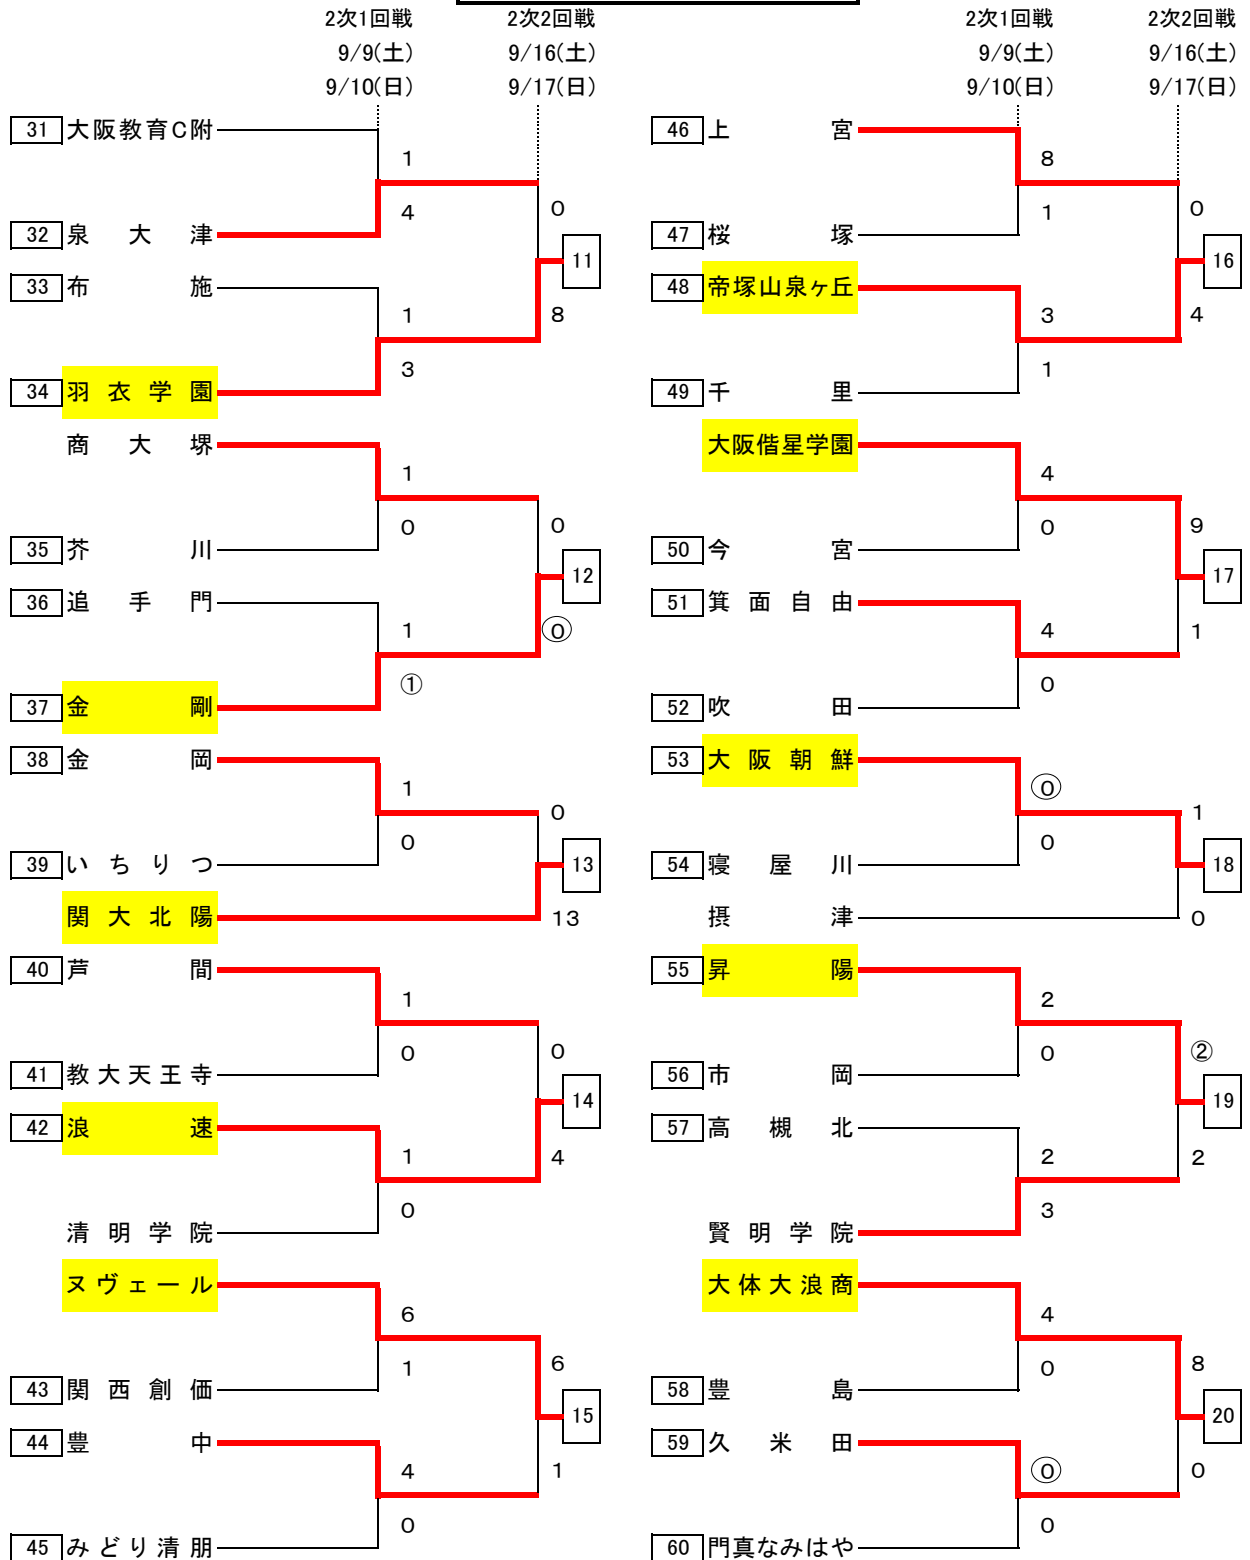 2次1回戦 2次2回戦
9/9(土) 9/16(土)
9/10(日) 9/17(日)
31 大阪教育C附
1
4
32 泉大津
0
11
8
33 布施
1
3
34 羽衣学園
商大堺
1
0
35 芥川
0
12
⓪
36 追手門
1
①
37 金剛
38 金岡
1
0
39 いちりつ
0
13
13
関大北陽
40 芦間
1
0
41 教大天王寺
0
14
4
42 浪速
1
0
清明学院
ヌヴェール
6
1
43 関西創価
6
15
1
44 豊中
4
0
45 みどり清朋
2次1回戦 2次2回戦
9/9(土) 9/16(土)
9/10(日) 9/17(日)
46 上宮
8
1
47 桜塚
0
16
4
48 帝塚山泉ヶ丘
3
1
49 千里
大阪偕星学園
4
0
50 今宮
9
17
1
51 箕面自由
4
0
52 吹田
53 大阪朝鮮
⓪
0
54 寝屋川
1
18
0
摂津
55 昇陽
2
0
56 市岡
②
19
2
57 高槻北
2
3
賢明学院
大体大浪商
4
0
58 豊島
8
20
0
59 久米田
⓪
0
60 門真なみはや